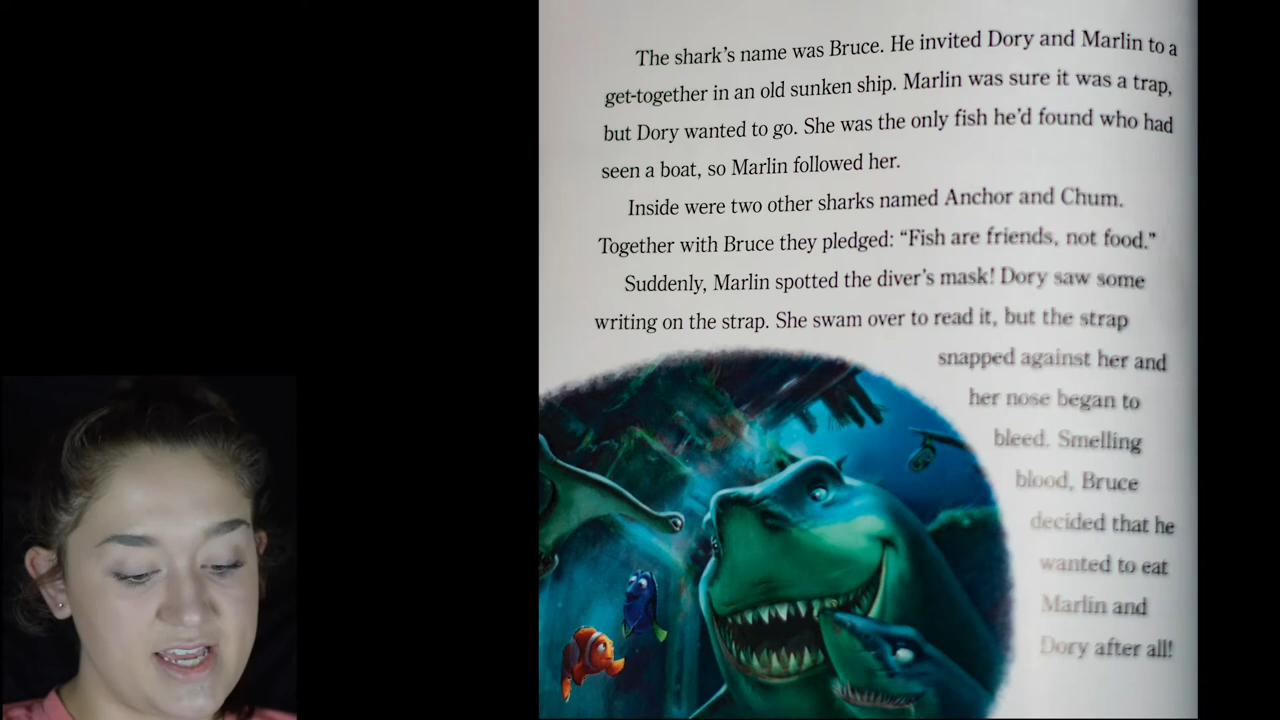 The shark's name was Bruce. He invited Dory and Marlin to a
get-together in an old sunken ship. Marlin was sure it was a trap,
but Dory wanted to go. She was the only fish he'd found who had
seen a boat, so Marlin followed her.
Inside were two other sharks named Anchor and Chum.
Together with Bruce they pledged: “Fish are friends, not food.”
Suddenly, Marlin spotted the diver's mask! Dory saw some
writing on the strap. She swam over to read it, but the strap
snapped against her and
her nose began to
bleed. Smelling
blood, Bruce
decided that he
wanted to eat
Marlin and
Dory after all!